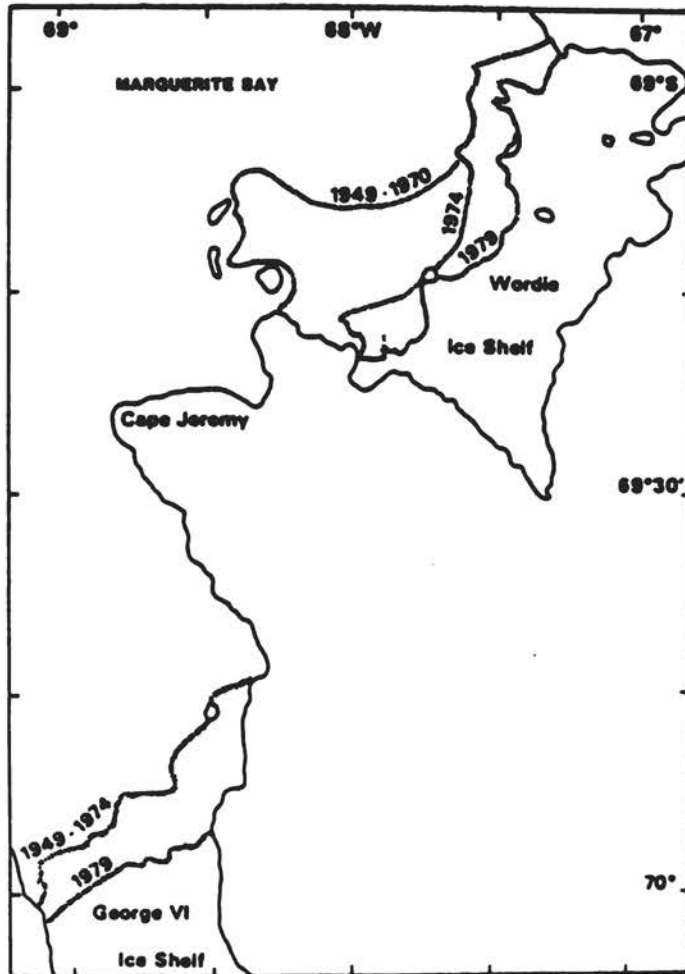 69°
68°W
67°
MARGUERITE BAY
69°S
1949 - 1970
1974
1979
Wordie
Ice Shelf
Cape Jeremy
69°30'
1949 - 1974
1979
70°
George VI
Ice Shelf